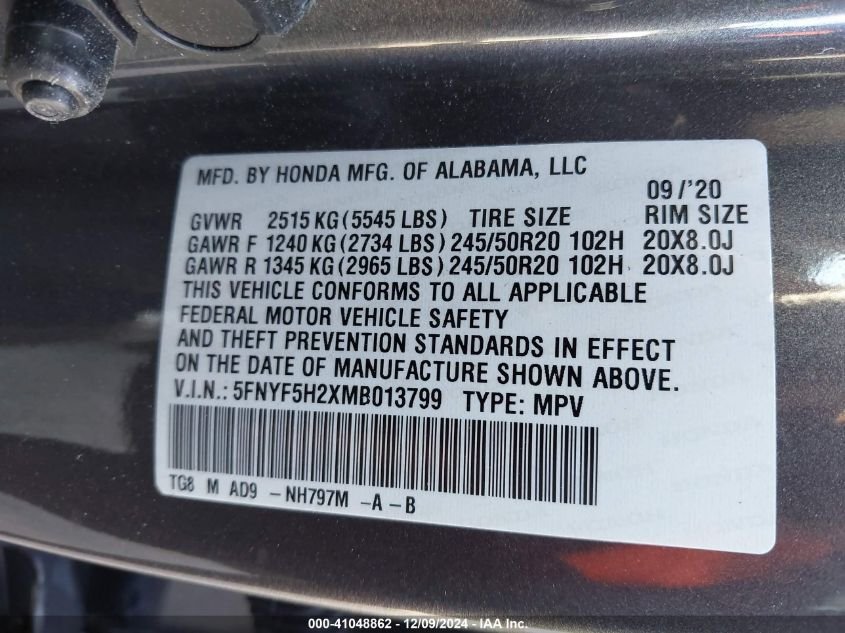 MFD. BY HONDA MFG. OF ALABAMA, LLC
09/'20
GVWR 2515 KG (5545 LBS) TIRE SIZE RIM SIZE
GAWR F 1240 KG (2734 LBS) 245/50R20 102H 20X8.0J
GAWR R 1345 KG (2965 LBS) 245/50R20 102H 20X8.0J
THIS VEHICLE CONFORMS TO ALL APPLICABLE
FEDERAL MOTOR VEHICLE SAFETY
AND THEFT PREVENTION STANDARDS IN EFFECT
ON THE DATE OF MANUFACTURE SHOWN ABOVE.
V.I.N.: 5FNYF5H2XMB013799 TYPE: MPV
TG8 M AD9 -NH797M -A-B
000-41048862 - 12/09/2024 - IAA Inc.